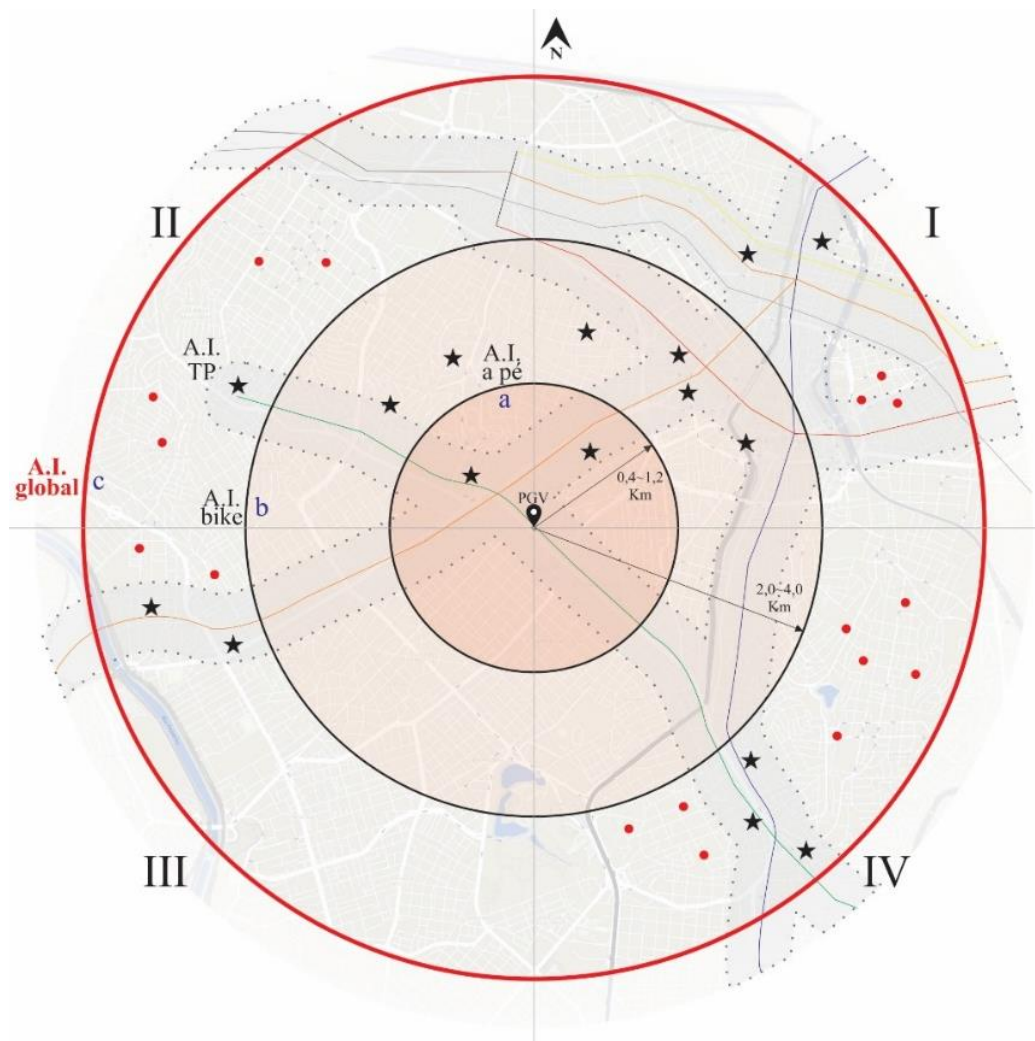 N
II
I
A.I.
TP
A.I.
a pé
a
A.I.
global
c
A.I.
bike
b
PGV
0,4~1,2
Km
2,0~4,0
Km
III
IV